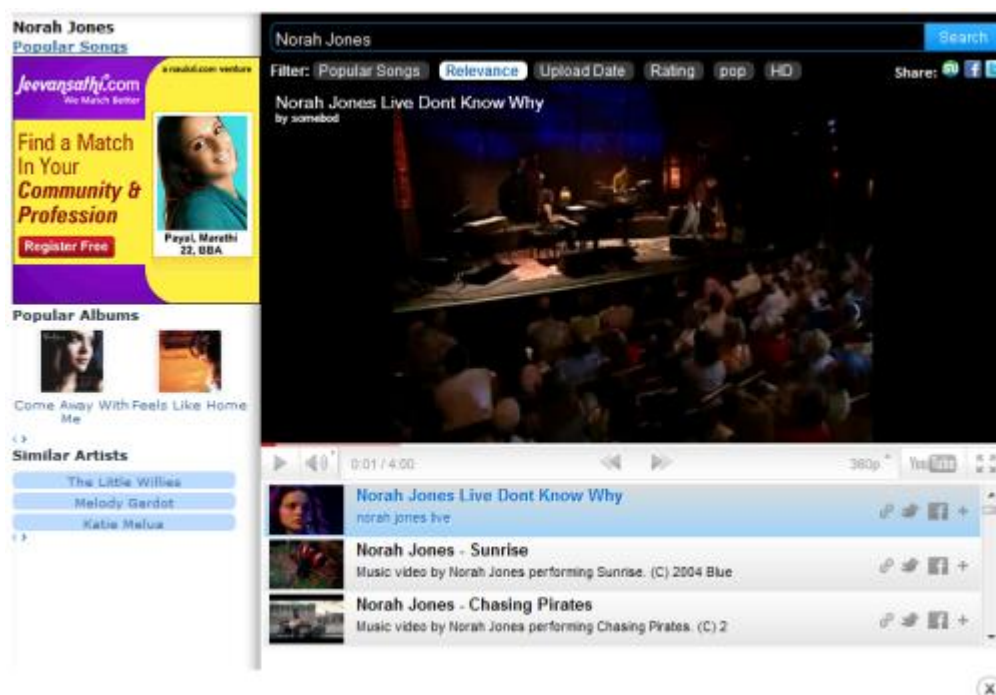 Norah Jones
Popular Songs
Jeevansathi.com
a naukri.com venture
We Match Better
Find a Match
In Your
Community &
Profession
Register Free
Payal, Marathi
22, BBA
Popular Albums
Come Away With Me
Feels Like Home
Similar Artists
The Little Willies
Melody Gardot
Katie Melua
Norah Jones
Search
Filter: Popular Songs Relevance Upload Date Rating pop HD
Share:
Norah Jones Live Dont Know Why
by somebod
0:01 / 4:00
360p
YouTube
Norah Jones Live Dont Know Why
norah jones live
Norah Jones - Sunrise
Music video by Norah Jones performing Sunrise. (C) 2004 Blue
Norah Jones - Chasing Pirates
Music video by Norah Jones performing Chasing Pirates. (C) 2